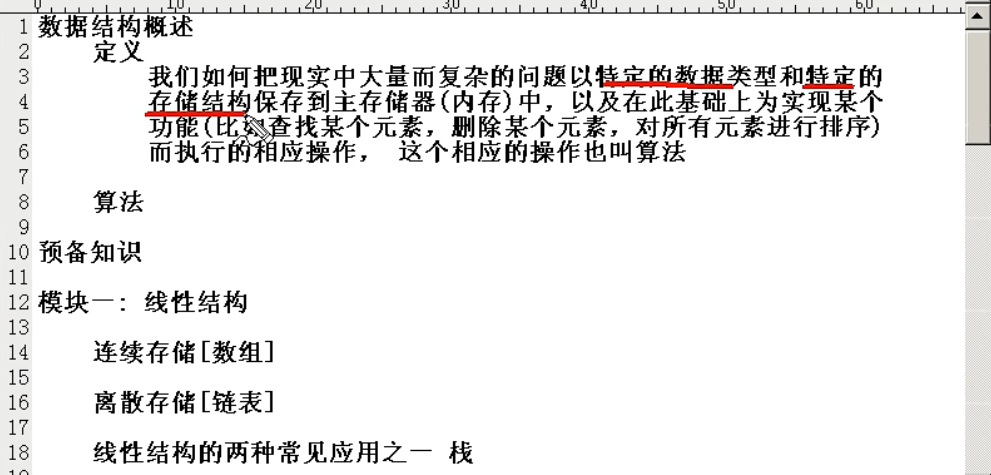 0 10 20 30 40 50 60
1 数据结构概述
2 定义
3 我们如何把现实中大量而复杂的问题以特定的数据类型和特定的
4 存储结构保存到主存储器(内存)中，以及在此基础上为实现某个
5 功能(比如查找某个元素，删除某个元素，对所有元素进行排序)
6 而执行的相应操作， 这个相应的操作也叫算法
7
8 算法
9
10 预备知识
11
12 模块一: 线性结构
13
14 连续存储[数组]
15
16 离散存储[链表]
17
18 线性结构的两种常见应用之一 栈